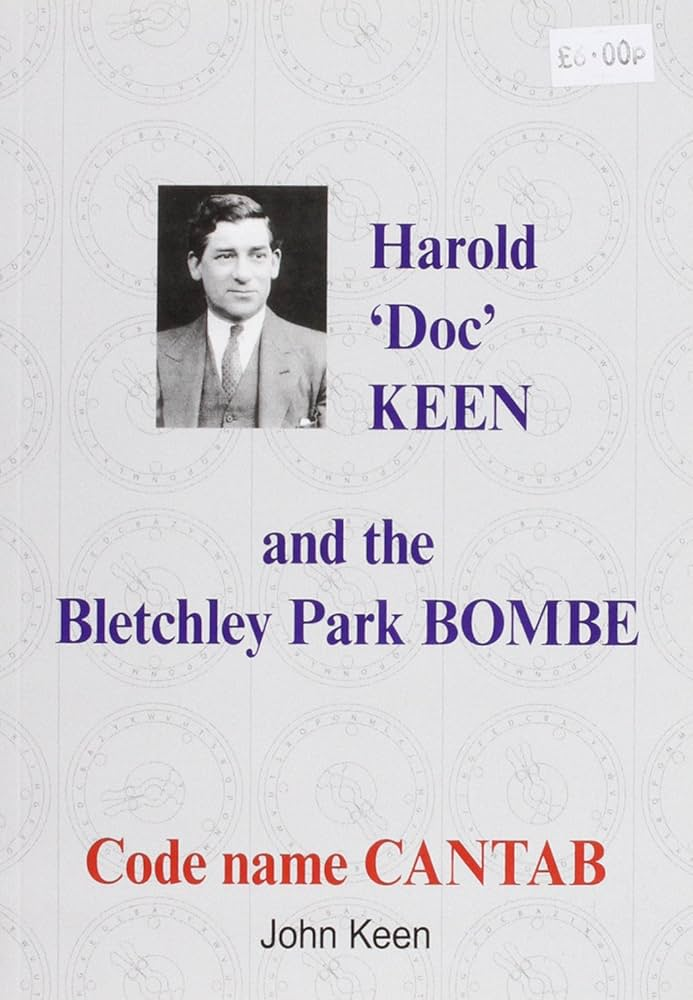 £6.00p
Harold
‘Doc’
KEEN
and the
Bletchley Park BOMBE
Code name CANTAB
John Keen